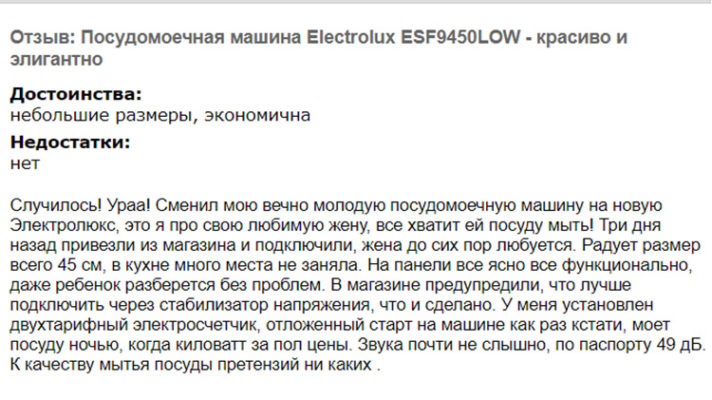 Отзыв: Посудомоечная машина Electrolux ESF9450LOW - красиво и
элигантно
Достоинства:
небольшие размеры, экономична
Недостатки:
нет
Случилось! Ураа! Сменил мою вечно молодую посудомоечную машину на новую
Электролюкс, это я про свою любимую жену, все хватит ей посуду мыть! Три дня
назад привезли из магазина и подключили, жена до сих пор любуется. Радует размер
всего 45 см, в кухне много места не заняла. На панели все ясно все функционально,
даже ребенок разберется без проблем. В магазине предупредили, что лучше
подключить через стабилизатор напряжения, что и сделано. У меня установлен
двухтарифный электросчетчик, отложенный старт на машине как раз кстати, моет
посуду ночью, когда киловатт за пол цены. Звука почти не слышно, по паспорту 49 дБ.
К качеству мытья посуды претензий ни каких .